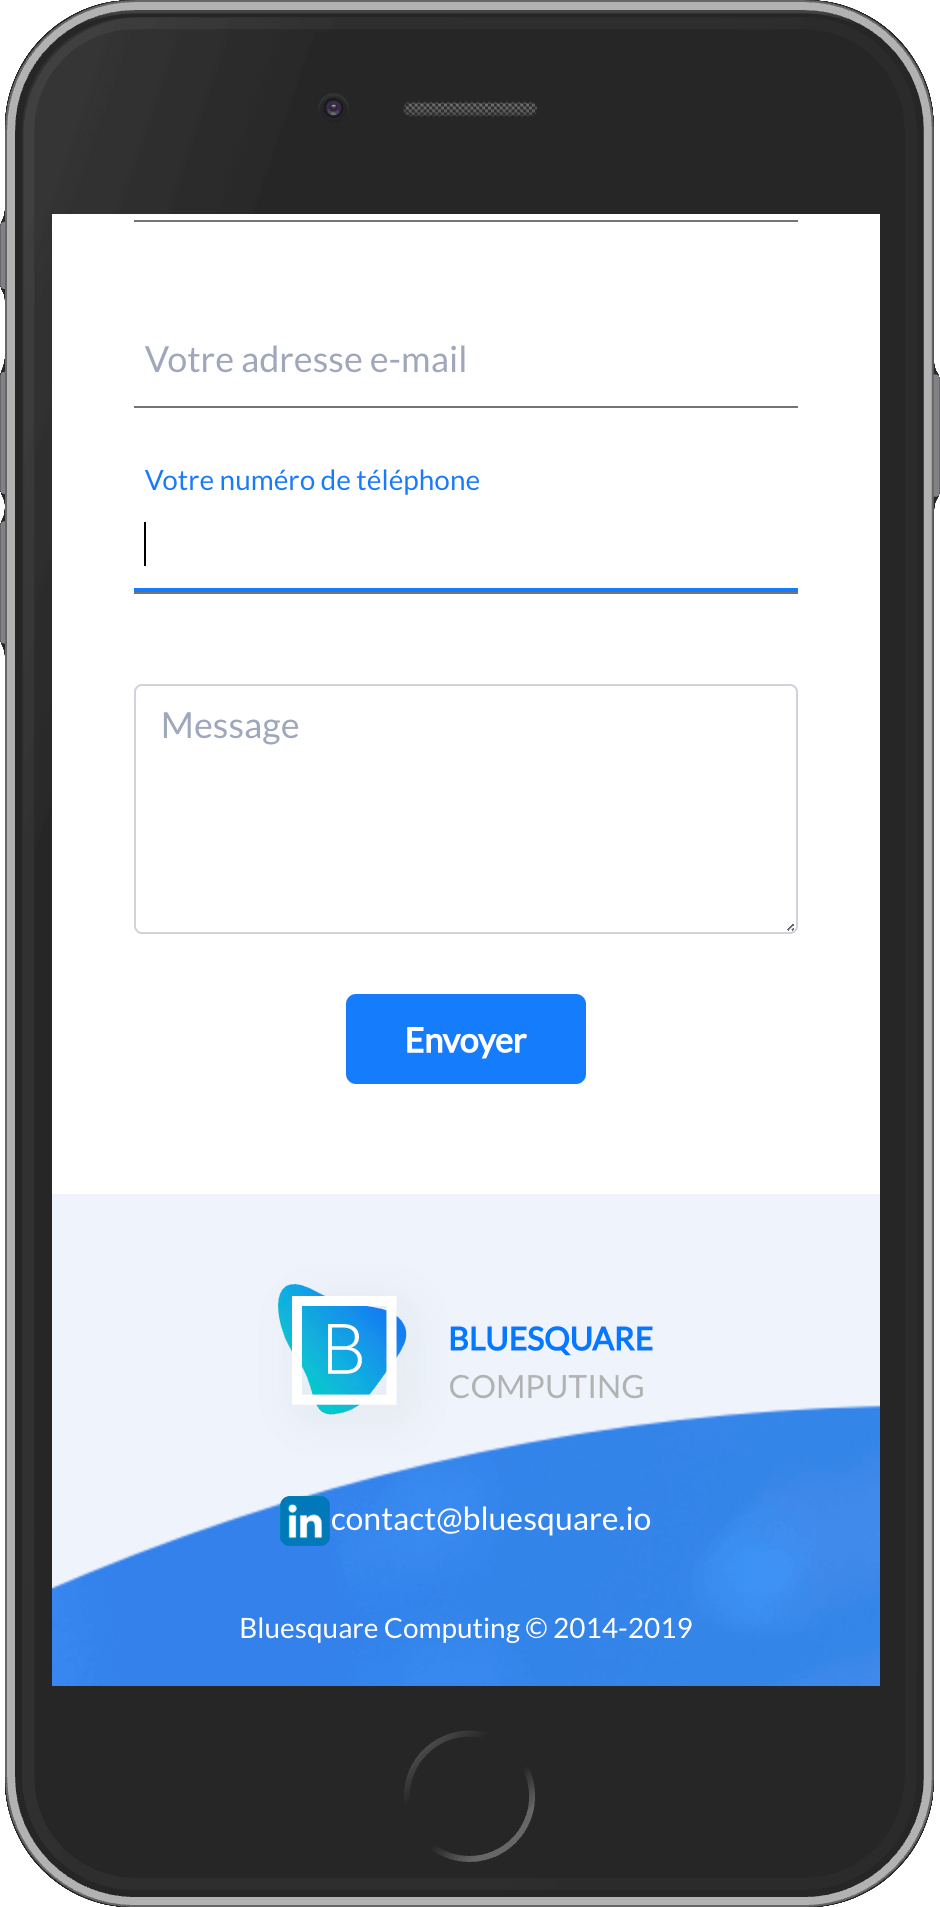 Votre adresse e-mail
Votre numéro de téléphone
Message
Envoyer
B
BLUESQUARE
COMPUTING
in
contact@bluesquare.io
Bluesquare Computing © 2014-2019